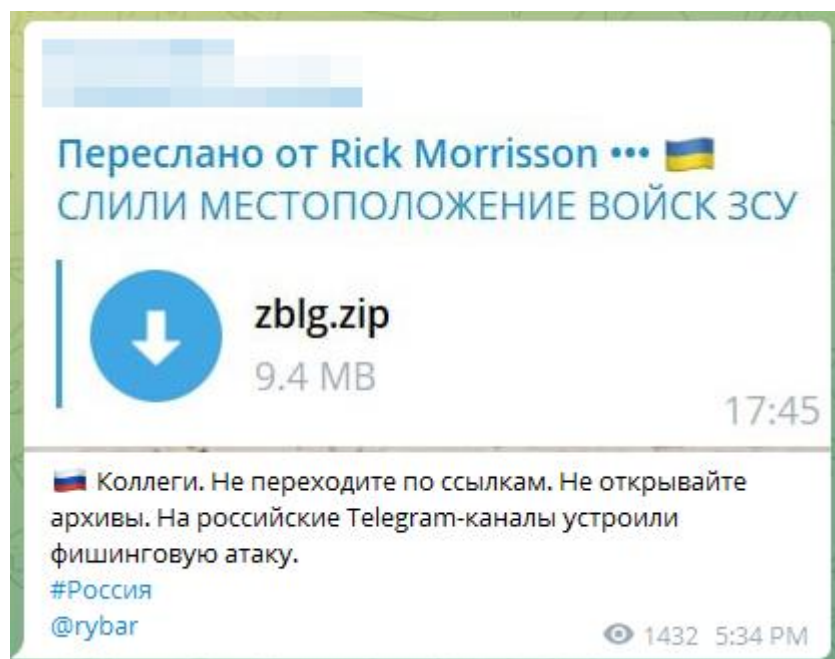 Переслано от Rick Morrisson ••• 🇺🇦
СЛИЛИ МЕСТОПОЛОЖЕНИЕ ВОЙСК ЗСУ
zblg.zip
9.4 MB
17:45
🇷🇺 Коллеги. Не переходите по ссылкам. Не открывайте
архивы. На российские Telegram-каналы устроили
фишинговую атаку.
#Россия
@rybar
1432 5:34 PM